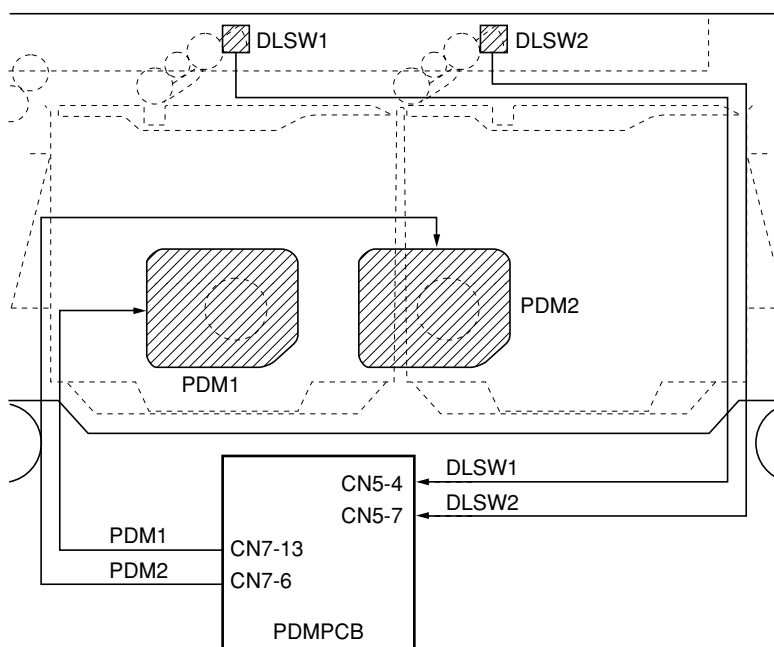 DLSW1
DLSW2
PDM2
PDM1
DLSW1
CN5-4
DLSW2
CN5-7
PDM1
CN7-13
PDM2
CN7-6
PDMPCB